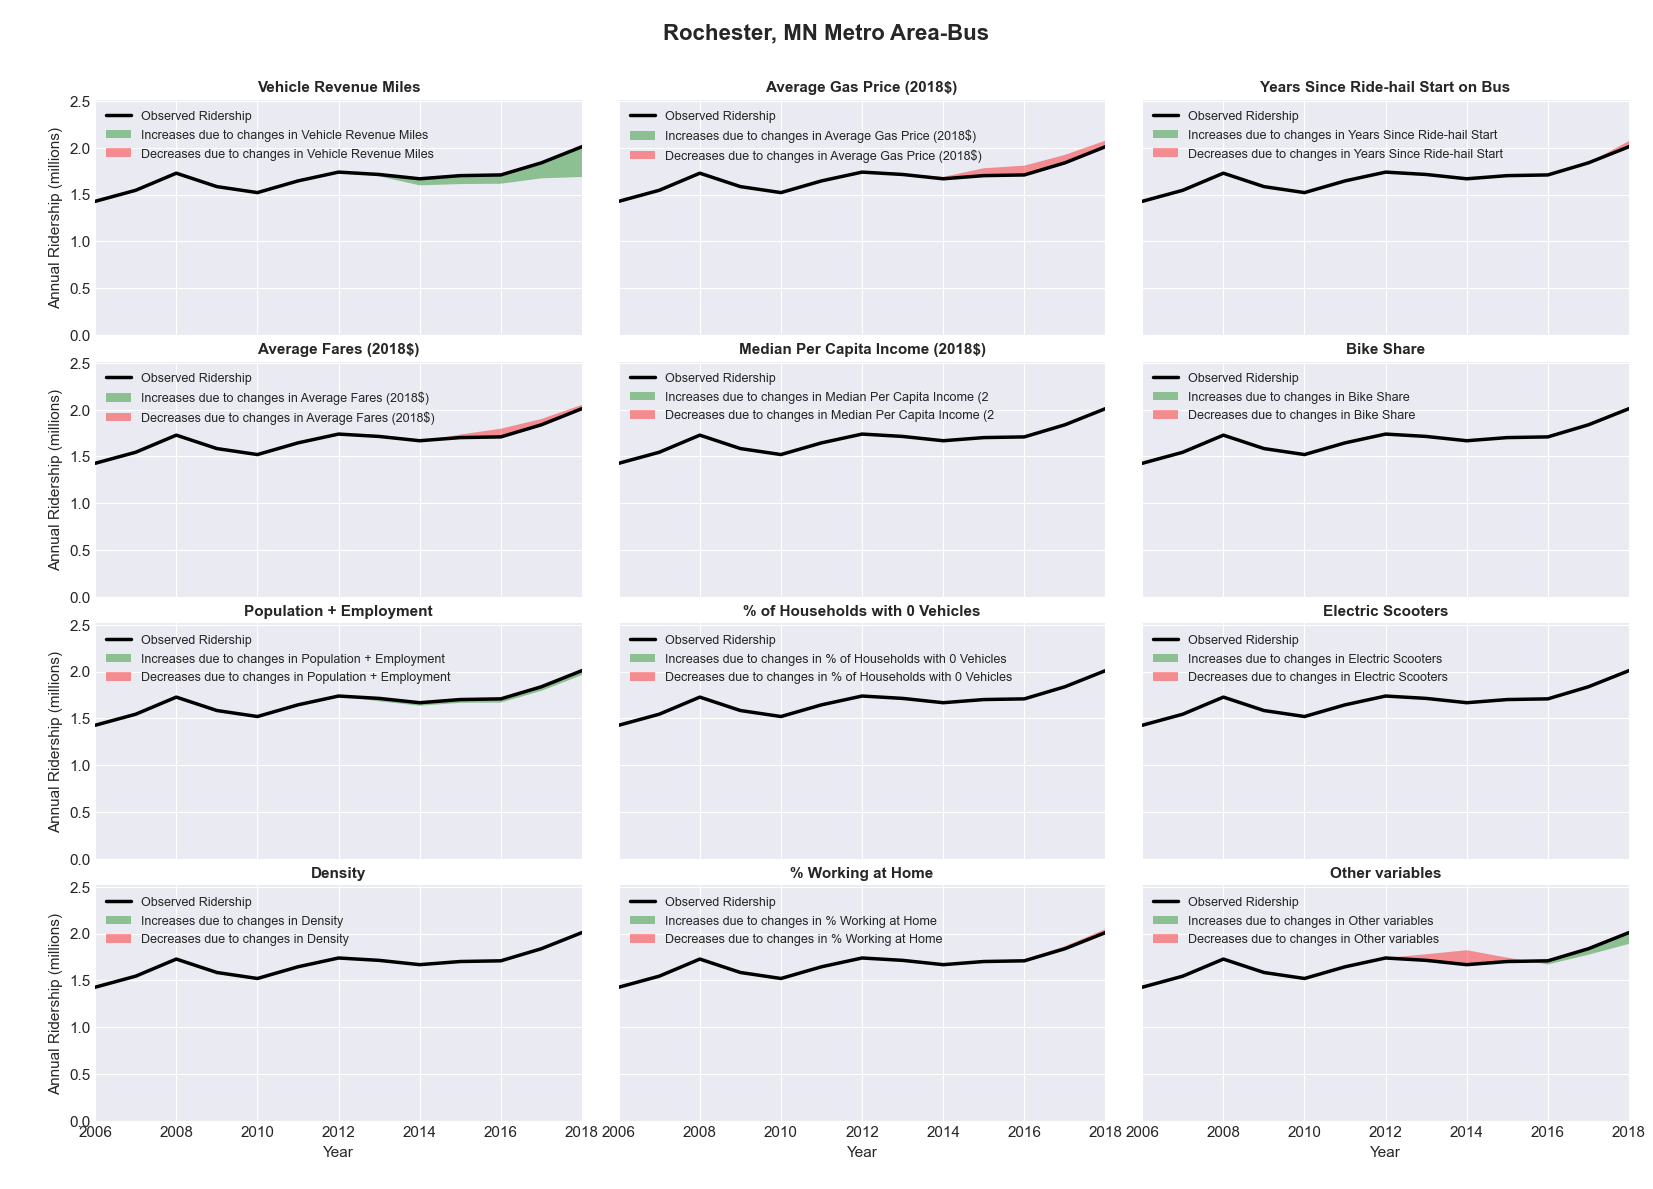 Rochester, MN Metro Area-Bus
Vehicle Revenue Miles
Observed Ridership
Increases due to changes in Vehicle Revenue Miles
Decreases due to changes in Vehicle Revenue Miles
Annual Ridership (millions)
2.5
2.0
1.5
1.0
0.5
0.0
Average Gas Price (2018$)
Observed Ridership
Increases due to changes in Average Gas Price (2018$)
Decreases due to changes in Average Gas Price (2018$)
Years Since Ride-hail Start on Bus
Observed Ridership
Increases due to changes in Years Since Ride-hail Start
Decreases due to changes in Years Since Ride-hail Start
Average Fares (2018$)
Observed Ridership
Increases due to changes in Average Fares (2018$)
Decreases due to changes in Average Fares (2018$)
Annual Ridership (millions)
2.5
2.0
1.5
1.0
0.5
0.0
Median Per Capita Income (2018$)
Observed Ridership
Increases due to changes in Median Per Capita Income (2
Decreases due to changes in Median Per Capita Income (2
Bike Share
Observed Ridership
Increases due to changes in Bike Share
Decreases due to changes in Bike Share
Population + Employment
Observed Ridership
Increases due to changes in Population + Employment
Decreases due to changes in Population + Employment
Annual Ridership (millions)
2.5
2.0
1.5
1.0
0.5
0.0
% of Households with 0 Vehicles
Observed Ridership
Increases due to changes in % of Households with 0 Vehicles
Decreases due to changes in % of Households with 0 Vehicles
Electric Scooters
Observed Ridership
Increases due to changes in Electric Scooters
Decreases due to changes in Electric Scooters
Density
Observed Ridership
Increases due to changes in Density
Decreases due to changes in Density
Annual Ridership (millions)
2.5
2.0
1.5
1.0
0.5
0.0
2006 2008 2010 2012 2014 2016 2018
Year
% Working at Home
Observed Ridership
Increases due to changes in % Working at Home
Decreases due to changes in % Working at Home
2006 2008 2010 2012 2014 2016 2018
Year
Other variables
Observed Ridership
Increases due to changes in Other variables
Decreases due to changes in Other variables
2006 2008 2010 2012 2014 2016 2018
Year